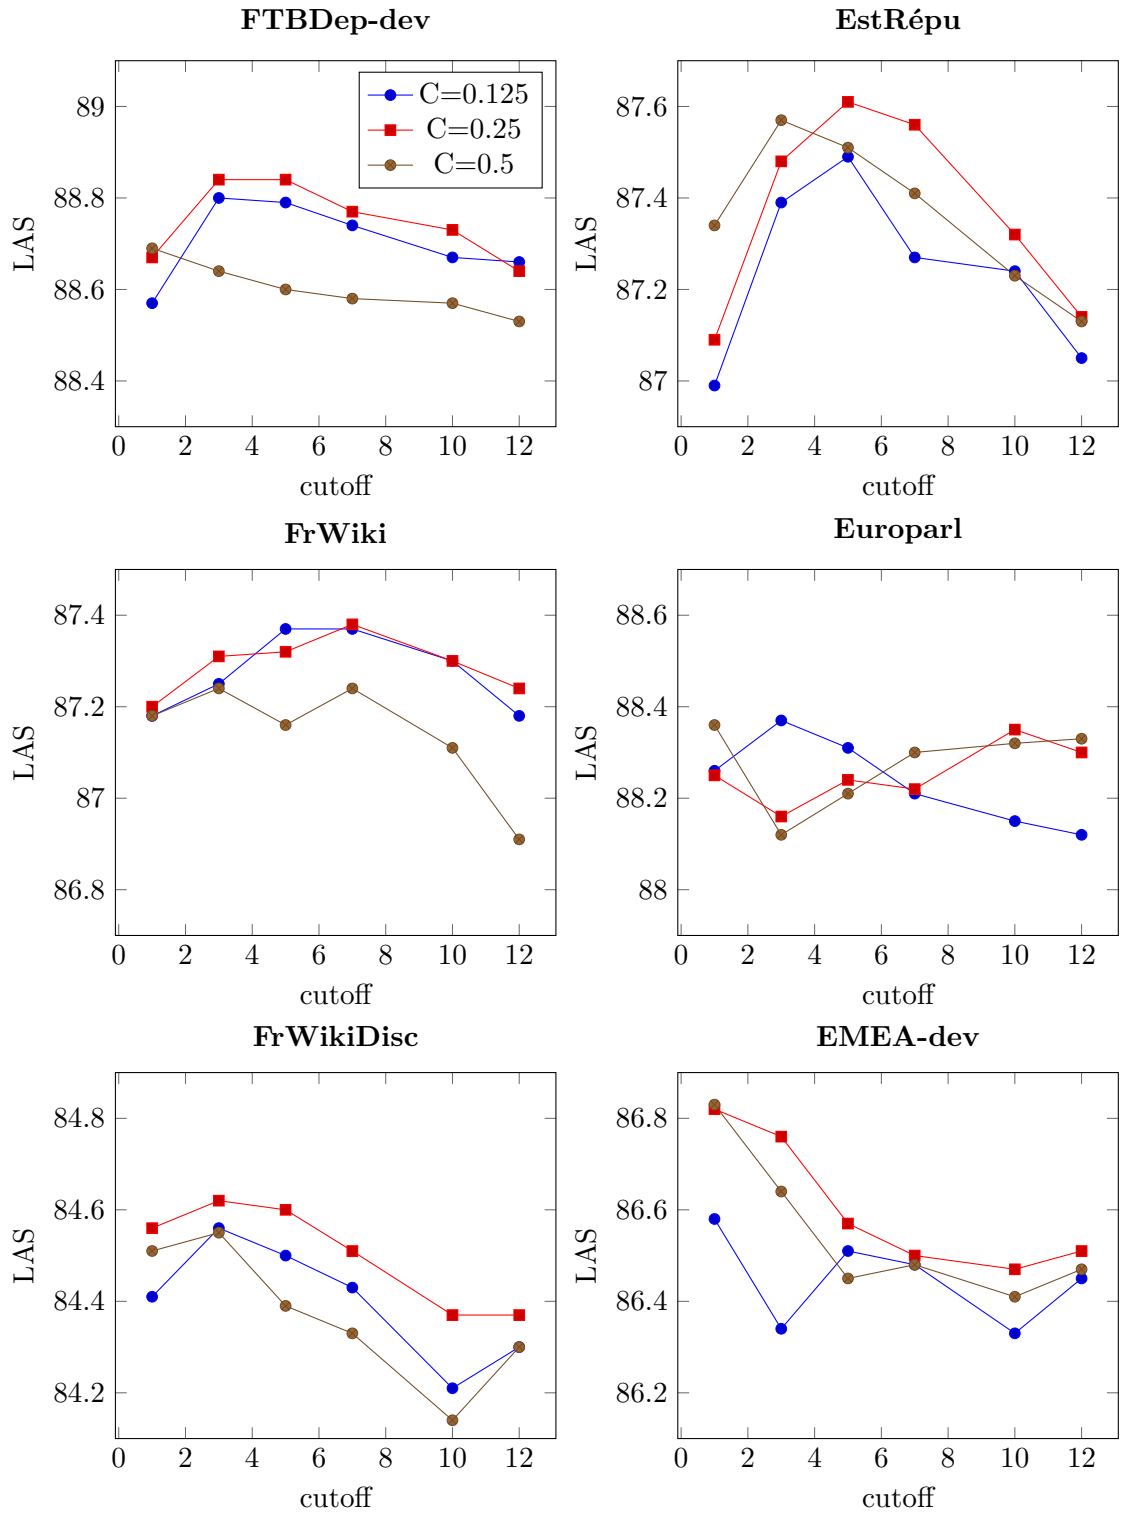 FTBDep-dev
EstRépu
89
88.8
88.6
88.4
LAS
C=0.125
C=0.25
C=0.5
0 2 4 6 8 10 12
cutoff
87.6
87.4
87.2
87
LAS
0 2 4 6 8 10 12
cutoff
FrWiki
Europarl
87.4
87.2
87
86.8
LAS
0 2 4 6 8 10 12
cutoff
88.6
88.4
88.2
88
LAS
0 2 4 6 8 10 12
cutoff
FrWikiDisc
EMEA-dev
84.8
84.6
84.4
84.2
LAS
0 2 4 6 8 10 12
cutoff
86.8
86.6
86.4
86.2
LAS
0 2 4 6 8 10 12
cutoff